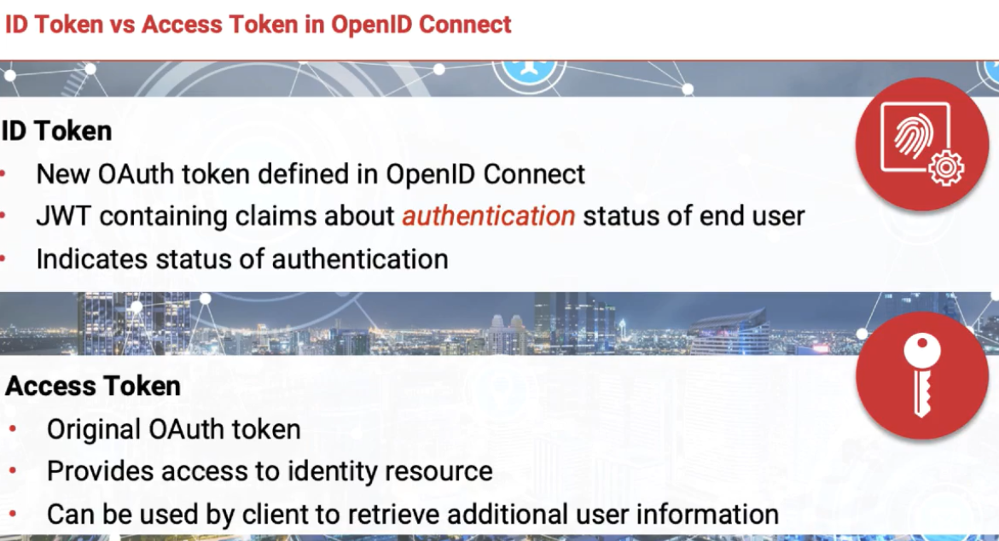 ID Token vs Access Token in OpenID Connect
ID Token
• New OAuth token defined in OpenID Connect
• JWT containing claims about authentication status of end user
• Indicates status of authentication
Access Token
• Original OAuth token
• Provides access to identity resource
• Can be used by client to retrieve additional user information